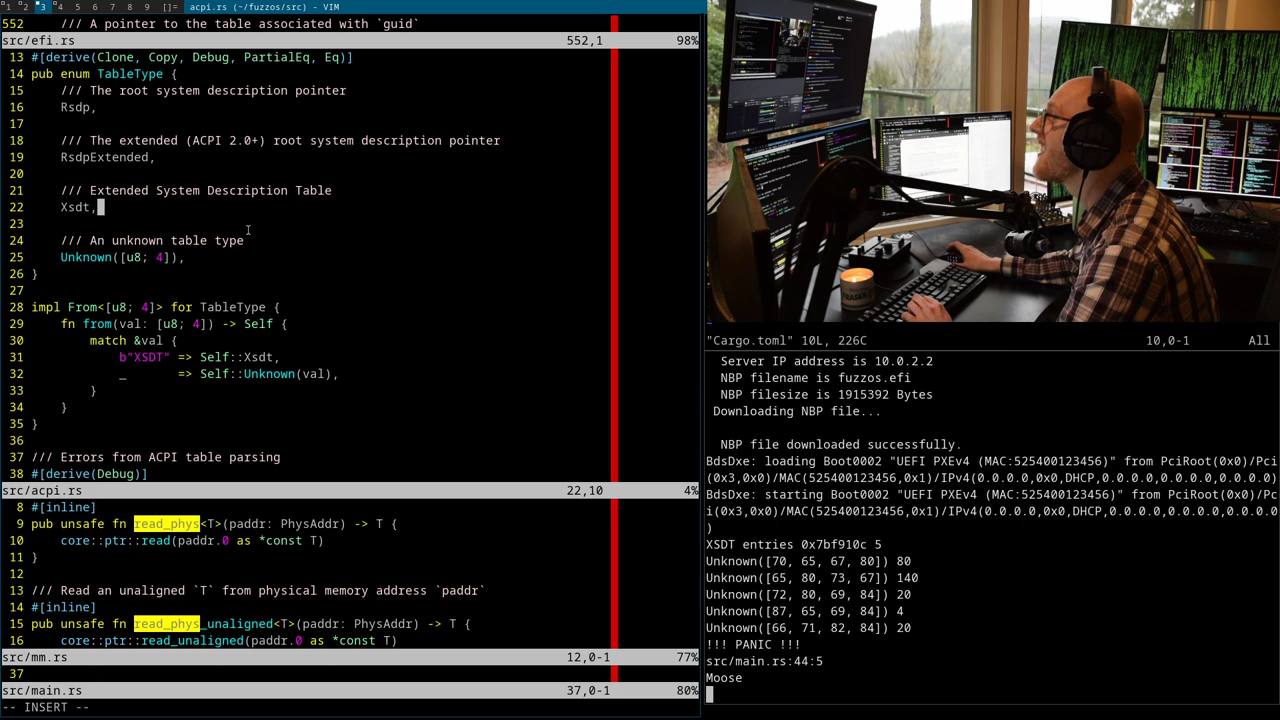 1 2 3 4 5 6 7 8 9 []= acpi.rs (~/fuzzos/src) - VIM
552     /// A pointer to the table associated with `guid`
src/efi.rs 552,1 98%
13 #[derive(Clone, Copy, Debug, PartialEq, Eq)]
14 pub enum TableType {
15     /// The root system description pointer
16     Rsdp,
17
18     /// The extended (ACPI 2.0+) root system description pointer
19     RsdpExtended,
20
21     /// Extended System Description Table
22     Xsdt,
23
24     /// An unknown table type
25     Unknown([u8; 4]),
26 }
27
28 impl From<[u8; 4]> for TableType {
29     fn from(val: [u8; 4]) -> Self {
30         match &val {
31             b"XSDT" => Self::Xsdt,
32             _       => Self::Unknown(val),
33         }
34     }
35 }
36
37 /// Errors from ACPI table parsing
38 #[derive(Debug)]
src/acpi.rs 22,10 4%
8 #[inline]
9 pub unsafe fn read_phys<T>(paddr: PhysAddr) -> T {
10     core::ptr::read(paddr.0 as *const T)
11 }
12
13 /// Read an unaligned `T` from physical memory address `paddr`
14 #[inline]
15 pub unsafe fn read_phys_unaligned<T>(paddr: PhysAddr) -> T {
16     core::ptr::read_unaligned(paddr.0 as *const T)
src/mm.rs 12,0-1 77%
37
src/main.rs 37,0-1 80%
-- INSERT --
"Cargo.toml" 10L, 226C 10,0-1 All
Server IP address is 10.0.2.2
NBP filename is fuzzos.efi
NBP filesize is 1915392 Bytes
Downloading NBP file...
NBP file downloaded successfully.
BdsDxe: loading Boot0002 "UEFI PXEv4 (MAC:525400123456)" from PciRoot(0x0)/Pci
(0x3,0x0)/MAC(525400123456,0x1)/IPv4(0.0.0.0,0x0,DHCP,0.0.0.0,0.0.0.0,0.0.0.0)
BdsDxe: starting Boot0002 "UEFI PXEv4 (MAC:525400123456)" from PciRoot(0x0)/Pc
i(0x3,0x0)/MAC(525400123456,0x1)/IPv4(0.0.0.0,0x0,DHCP,0.0.0.0,0.0.0.0,0.0.0.0
)
XSDT entries 0x7bf910c 5
Unknown([70, 65, 67, 80]) 80
Unknown([65, 80, 73, 67]) 140
Unknown([72, 80, 69, 84]) 20
Unknown([87, 65, 69, 84]) 4
Unknown([66, 71, 82, 84]) 20
!!! PANIC !!!
src/main.rs:44:5
Moose